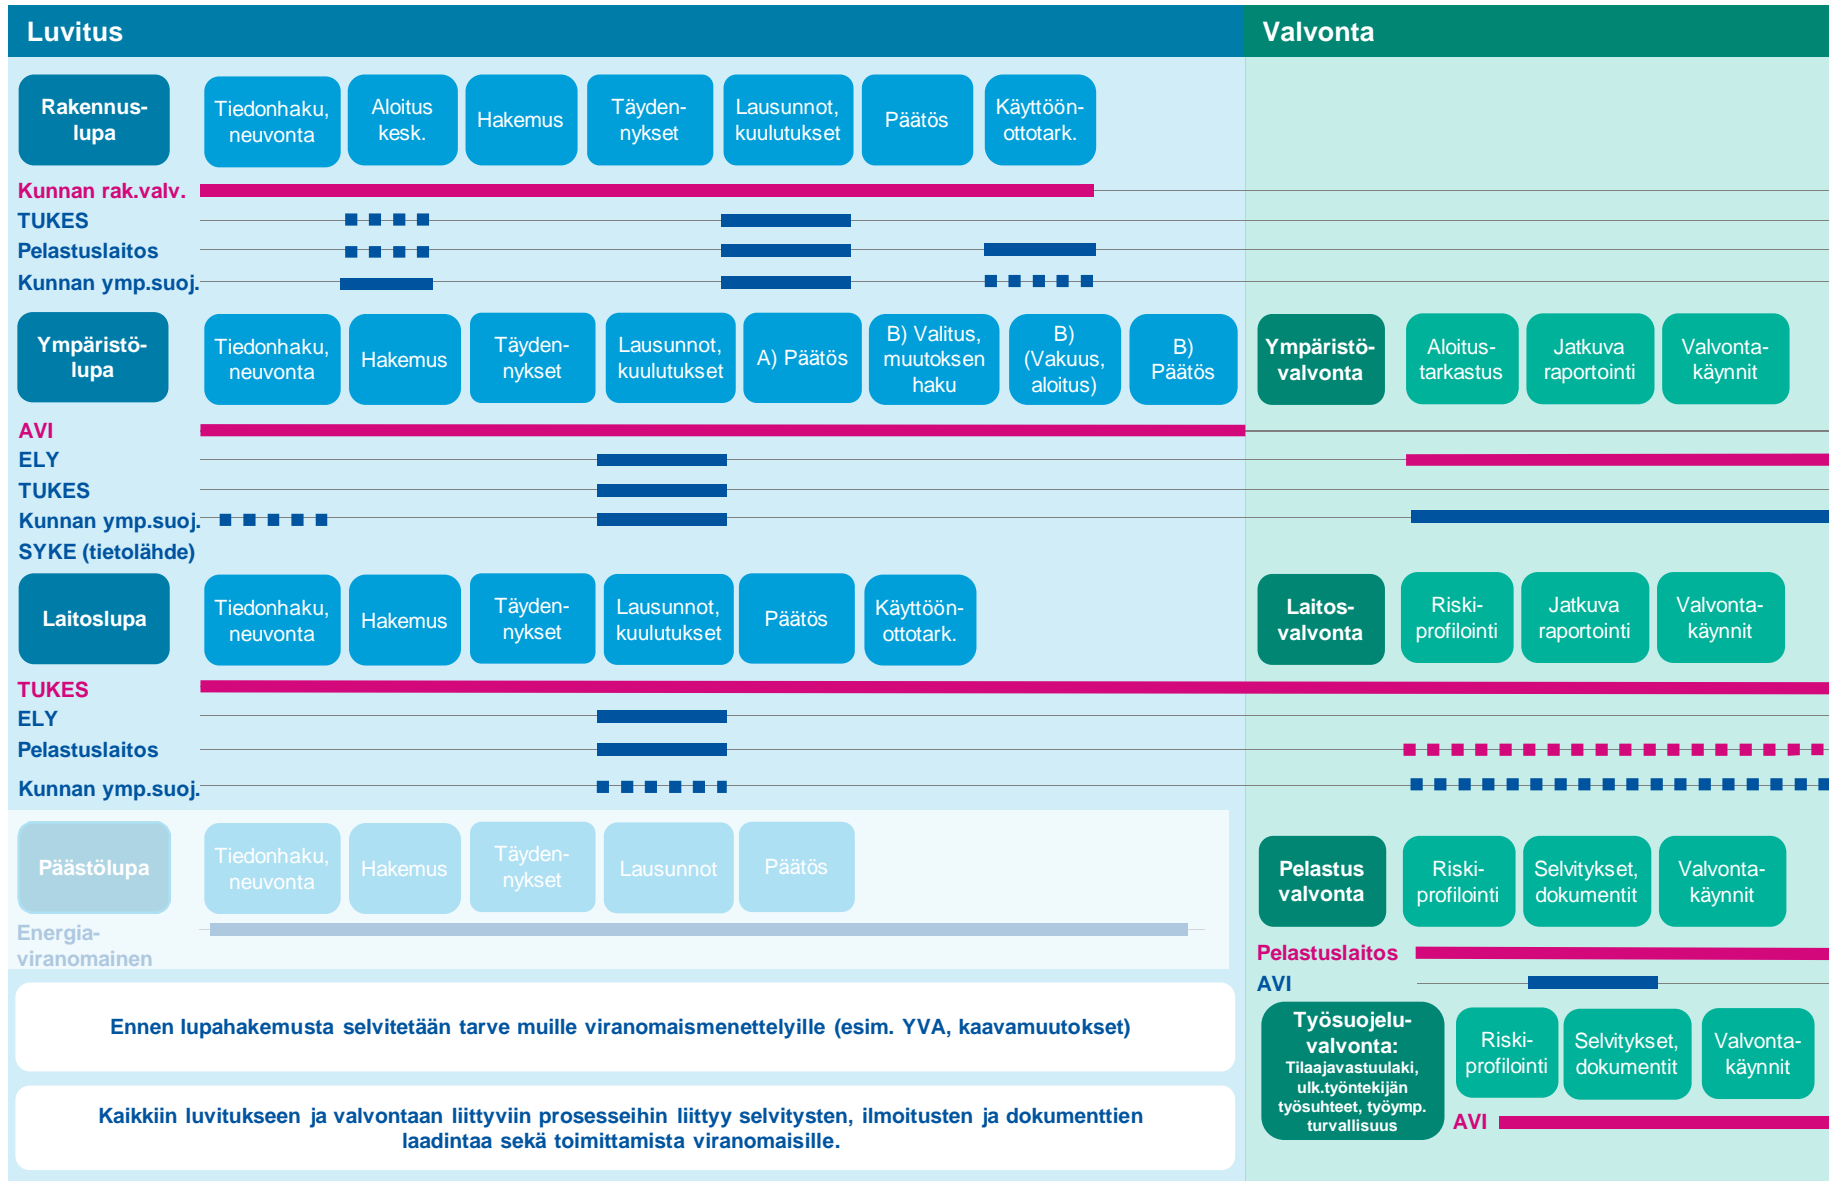 Luvitus
Valvonta
Rakennus-
lupa
Tiedonhaku,
neuvonta
Aloitus
kesk.
Hakemus
Täyden-
nykset
Lausunnot,
kuulutukset
Päätös
Käyttöön-
ottotark.
Kunnan rak.valv.
TUKES
Pelastuslaitos
Kunnan ymp.suoj.
Ympäristö-
lupa
Tiedonhaku,
neuvonta
Hakemus
Täyden-
nykset
Lausunnot,
kuulutukset
A) Päätös
B) Valitus,
muutoksen
haku
B)
(Vakuus,
aloitus)
B)
Päätös
Ympäristö-
valvonta
Aloitus-
tarkastus
Jatkuva
raportointi
Valvonta-
käynnit
AVI
ELY
TUKES
Kunnan ymp.suoj.
SYKE (tietolähde)
Laitoslupa
Tiedonhaku,
neuvonta
Hakemus
Täyden-
nykset
Lausunnot,
kuulutukset
Päätös
Käyttöön-
ottotark.
Laitos-
valvonta
Riski-
profilointi
Jatkuva
raportointi
Valvonta-
käynnit
TUKES
ELY
Pelastuslaitos
Kunnan ymp.suoj.
Päästölupa
Tiedonhaku,
neuvonta
Hakemus
Täyden-
nykset
Lausunnot
Päätös
Energia-
viranomainen
Pelastus
valvonta
Riski-
profilointi
Selvitykset,
dokumentit
Valvonta-
käynnit
Pelastuslaitos
AVI
Ennen lupahakemusta selvitetään tarve muille viranomaismenettelyille (esim. YVA, kaavamuutokset)
Kaikkiin luvitukseen ja valvontaan liittyviin prosesseihin liittyy selvitysten, ilmoitusten ja dokumenttien
laadintaa sekä toimittamista viranomaisille.
Työsuojelu-
valvonta:
Tilaajavastuulaki,
ulk.työntekijän
työsuhteet, työymp.
turvallisuus
Riski-
profilointi
Selvitykset,
dokumentit
Valvonta-
käynnit
AVI